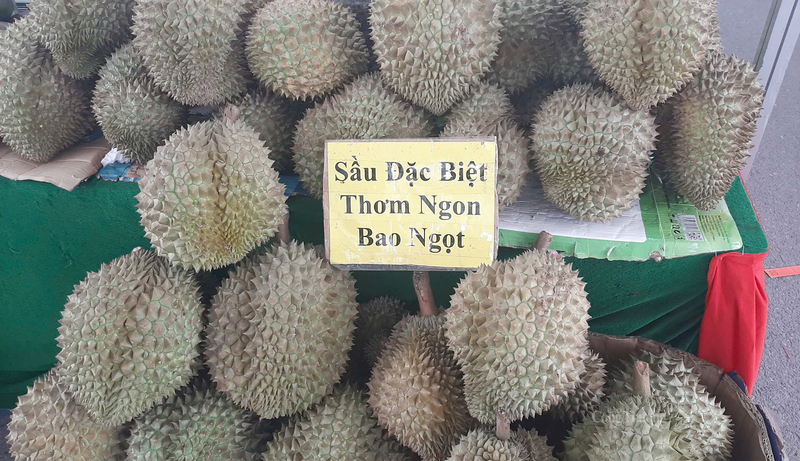 Sầu Đặc Biệt
Thơm Ngon
Bao Ngọt